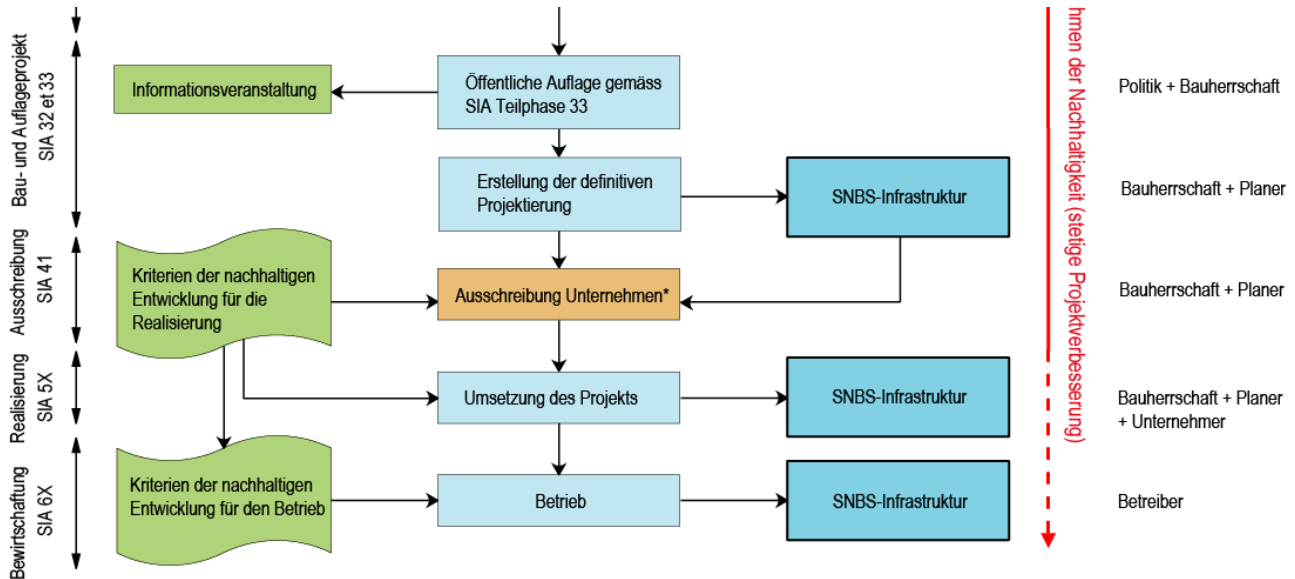 Bau- und Auflageprojekt
SIA 32 et 33
Informationsveranstaltung
Öffentliche Auflage gemäss
SIA Teilphase 33
Politik + Bauherrschaft
Erstellung der definitiven
Projektierung
SNBS-Infrastruktur
Bauherrschaft + Planer
Ausschreibung
SIA 41
Kriterien der nachhaltigen
Entwicklung für die
Realisierung
Ausschreibung Unternehmen*
Bauherrschaft + Planer
Realisierung
SIA 5X
Umsetzung des Projekts
SNBS-Infrastruktur
Bauherrschaft + Planer
+ Unternehmer
Bewirtschaftung
SIA 6X
Kriterien der nachhaltigen
Entwicklung für den Betrieb
Betrieb
SNBS-Infrastruktur
Betreiber
hmen der Nachhaltigkeit (stetige Projektverbesserung)